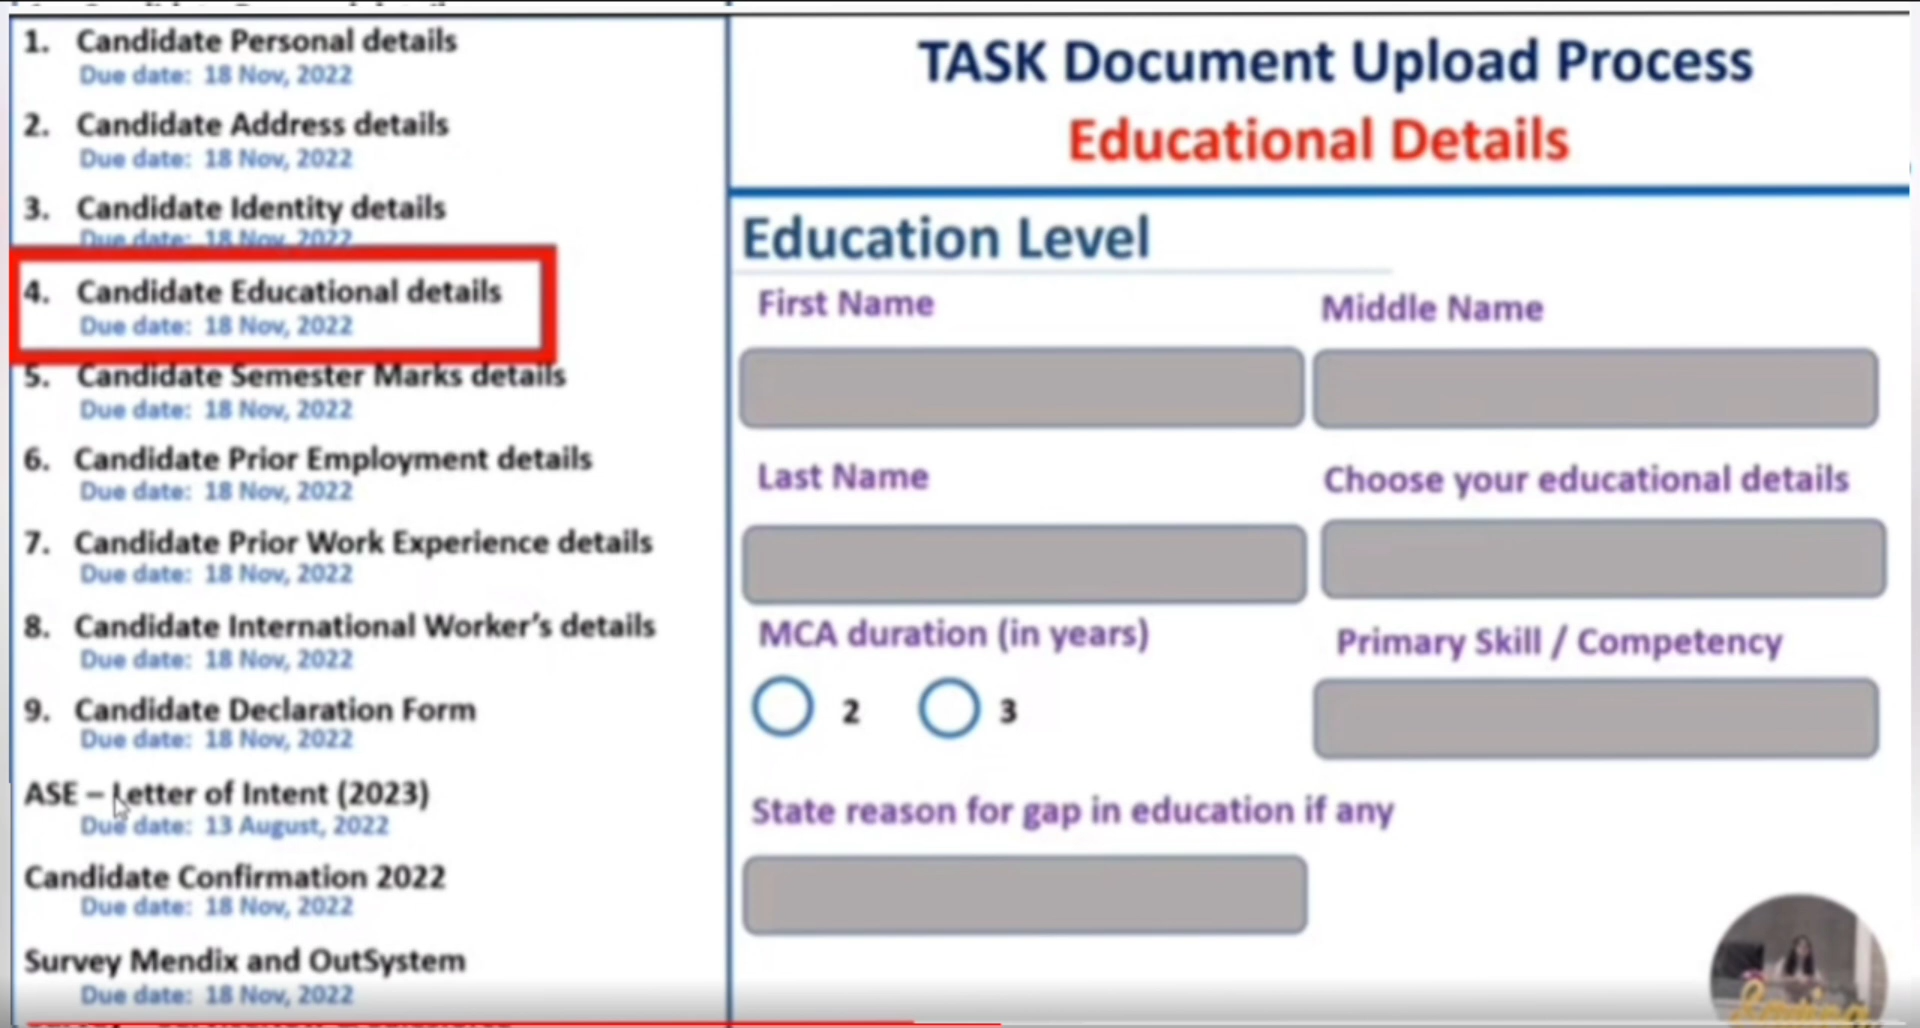 1. Candidate Personal details
Due date: 18 Nov, 2022
2. Candidate Address details
Due date: 18 Nov, 2022
3. Candidate Identity details
Due date: 18 Nov, 2022
4. Candidate Educational details
Due date: 18 Nov, 2022
5. Candidate Semester Marks details
Due date: 18 Nov, 2022
6. Candidate Prior Employment details
Due date: 18 Nov, 2022
7. Candidate Prior Work Experience details
Due date: 18 Nov, 2022
8. Candidate International Worker's details
Due date: 18 Nov, 2022
9. Candidate Declaration Form
Due date: 18 Nov, 2022
ASE – Letter of Intent (2023)
Due date: 13 August, 2022
Candidate Confirmation 2022
Due date: 18 Nov, 2022
Survey Mendix and OutSystem
Due date: 18 Nov, 2022
TASK Document Upload Process
Educational Details
Education Level
First Name
Middle Name
Last Name
Choose your educational details
MCA duration (in years)
2 3
Primary Skill / Competency
State reason for gap in education if any